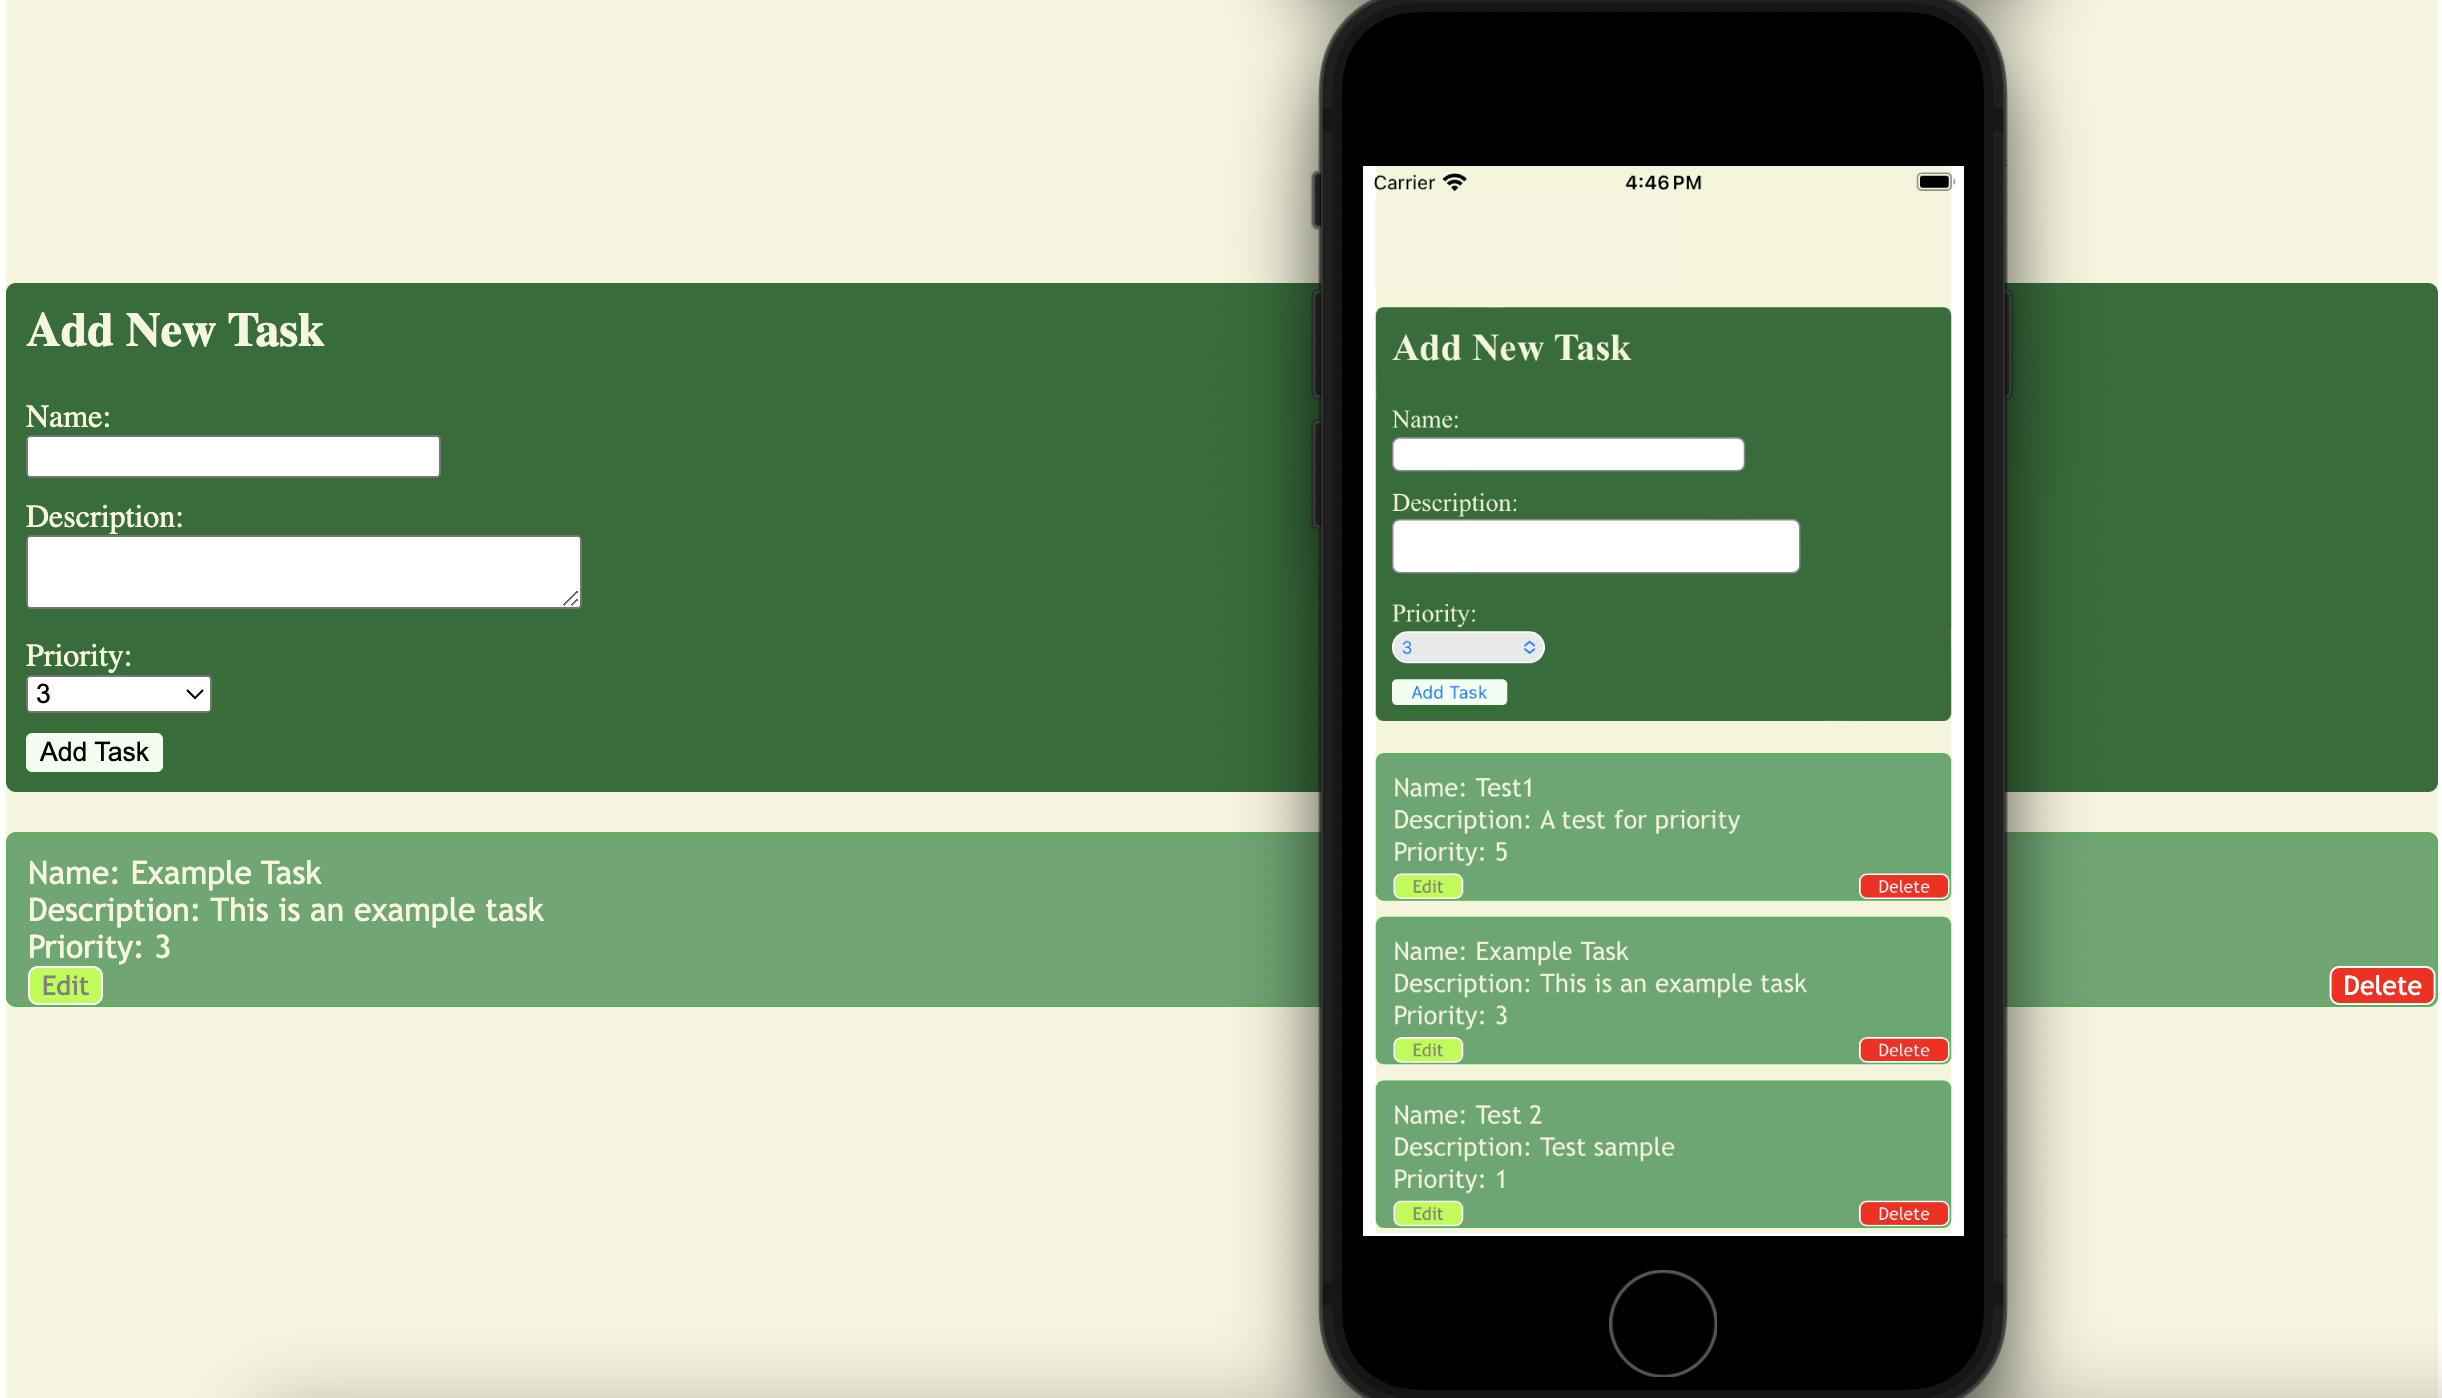 Add New Task
Name:
Description:
Priority:
3
Add Task
Name: Example Task
Description: This is an example task
Priority: 3
Edit
Delete
Carrier 4:46 PM
Add New Task
Name:
Description:
Priority:
3
Add Task
Name: Test1
Description: A test for priority
Priority: 5
Edit Delete
Name: Example Task
Description: This is an example task
Priority: 3
Edit Delete
Name: Test 2
Description: Test sample
Priority: 1
Edit Delete